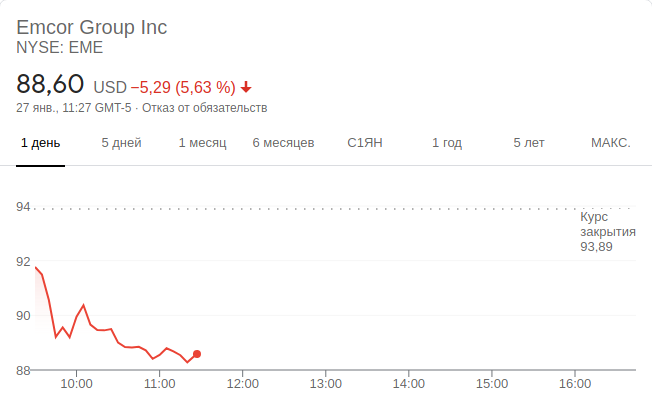 Emcor Group Inc
NYSE: EME
88,60 USD −5,29 (5,63 %)
27 янв., 11:27 GMT-5 · Отказ от обязательств
1 день 5 дней 1 месяц 6 месяцев С1ЯН 1 год 5 лет МАКС.
94
Курс
закрытия
93,89
92
90
88
10:00 11:00 12:00 13:00 14:00 15:00 16:00